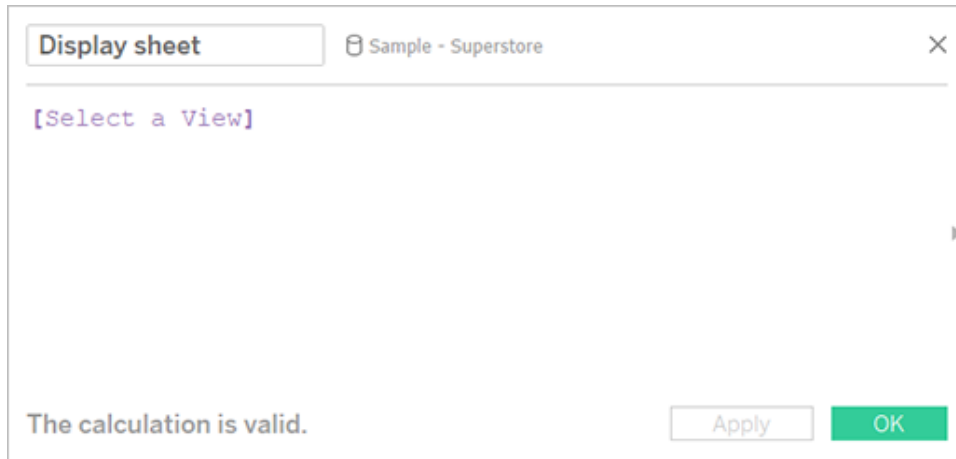 Display sheet
Sample - Superstore
[Select a View]
The calculation is valid.
Apply
OK